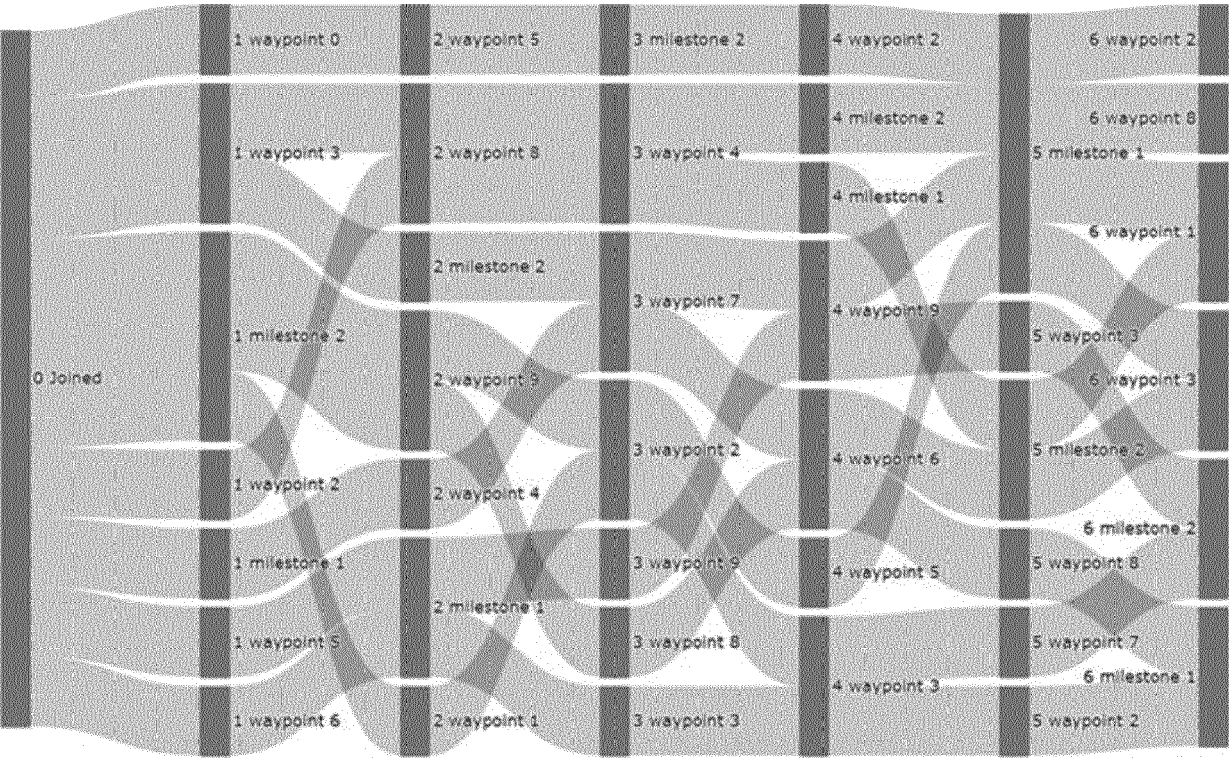 0 Joined
1 waypoint 0
1 waypoint 3
1 milestone 2
1 waypoint 2
1 milestone 1
1 waypoint 5
1 waypoint 6
2 waypoint 5
2 waypoint 8
2 milestone 2
2 waypoint 9
2 waypoint 4
2 milestone 1
2 waypoint 1
3 milestone 2
3 waypoint 4
3 waypoint 7
3 waypoint 2
3 waypoint 9
3 waypoint 8
3 waypoint 3
4 waypoint 2
4 milestone 2
4 milestone 1
4 waypoint 9
4 waypoint 6
4 waypoint 5
4 waypoint 3
5 milestone 1
5 waypoint 3
5 milestone 2
5 waypoint 8
5 waypoint 7
5 waypoint 2
6 waypoint 2
6 waypoint 8
6 waypoint 1
6 waypoint 3
6 milestone 2
6 milestone 1